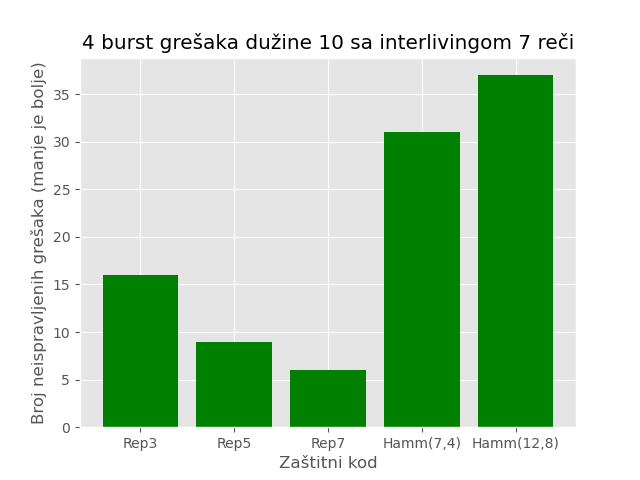 4 burst grešaka dužine 10 sa interlivingom 7 reči
Broj neispravljenih grešaka (manje je bolje)
35
30
25
20
15
10
5
0
Rep3 Rep5 Rep7 Hamm(7,4) Hamm(12,8)
Zaštitni kod